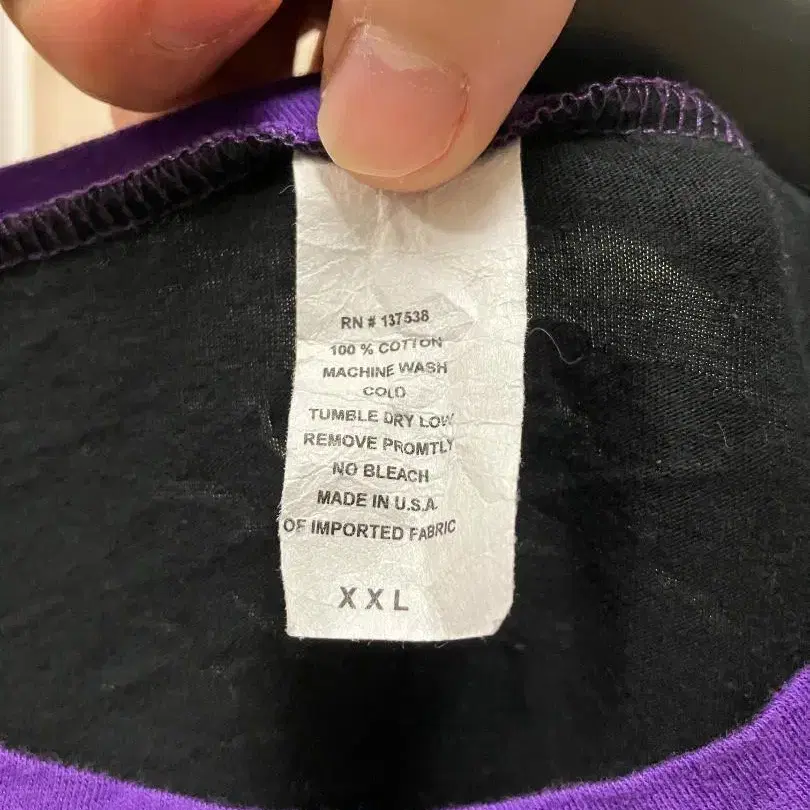 RN # 137538
100 % COTTON
MACHINE WASH
COLD
TUMBLE DRY LOW
REMOVE PROMTLY
NO BLEACH
MADE IN U.S.A.
OF IMPORTED FABRIC
XXL